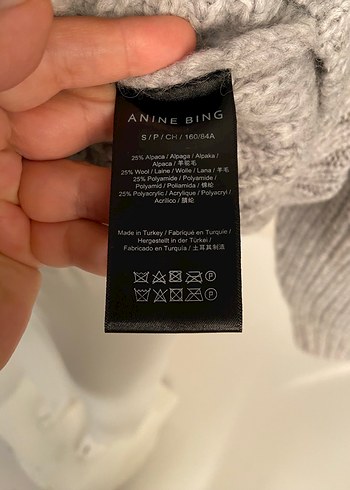 ANINE BING
S / P / CH / 160/84A
25% Alpaca / Alpaga / Alpaka /
Alpaca / 羊驼毛
25% Wool / Laine / Wolle / Lana / 羊毛
25% Polyamide / Polyamide /
Polyamid / Poliamida / 锦纶
25% Polyacrylic / Acrylique / Polyacryl /
Acrílico / 腈纶
Made in Turkey / Fabriqué en Turquie /
Hergestellt in der Türkei /
Fabricado en Turquía / 土耳其制造